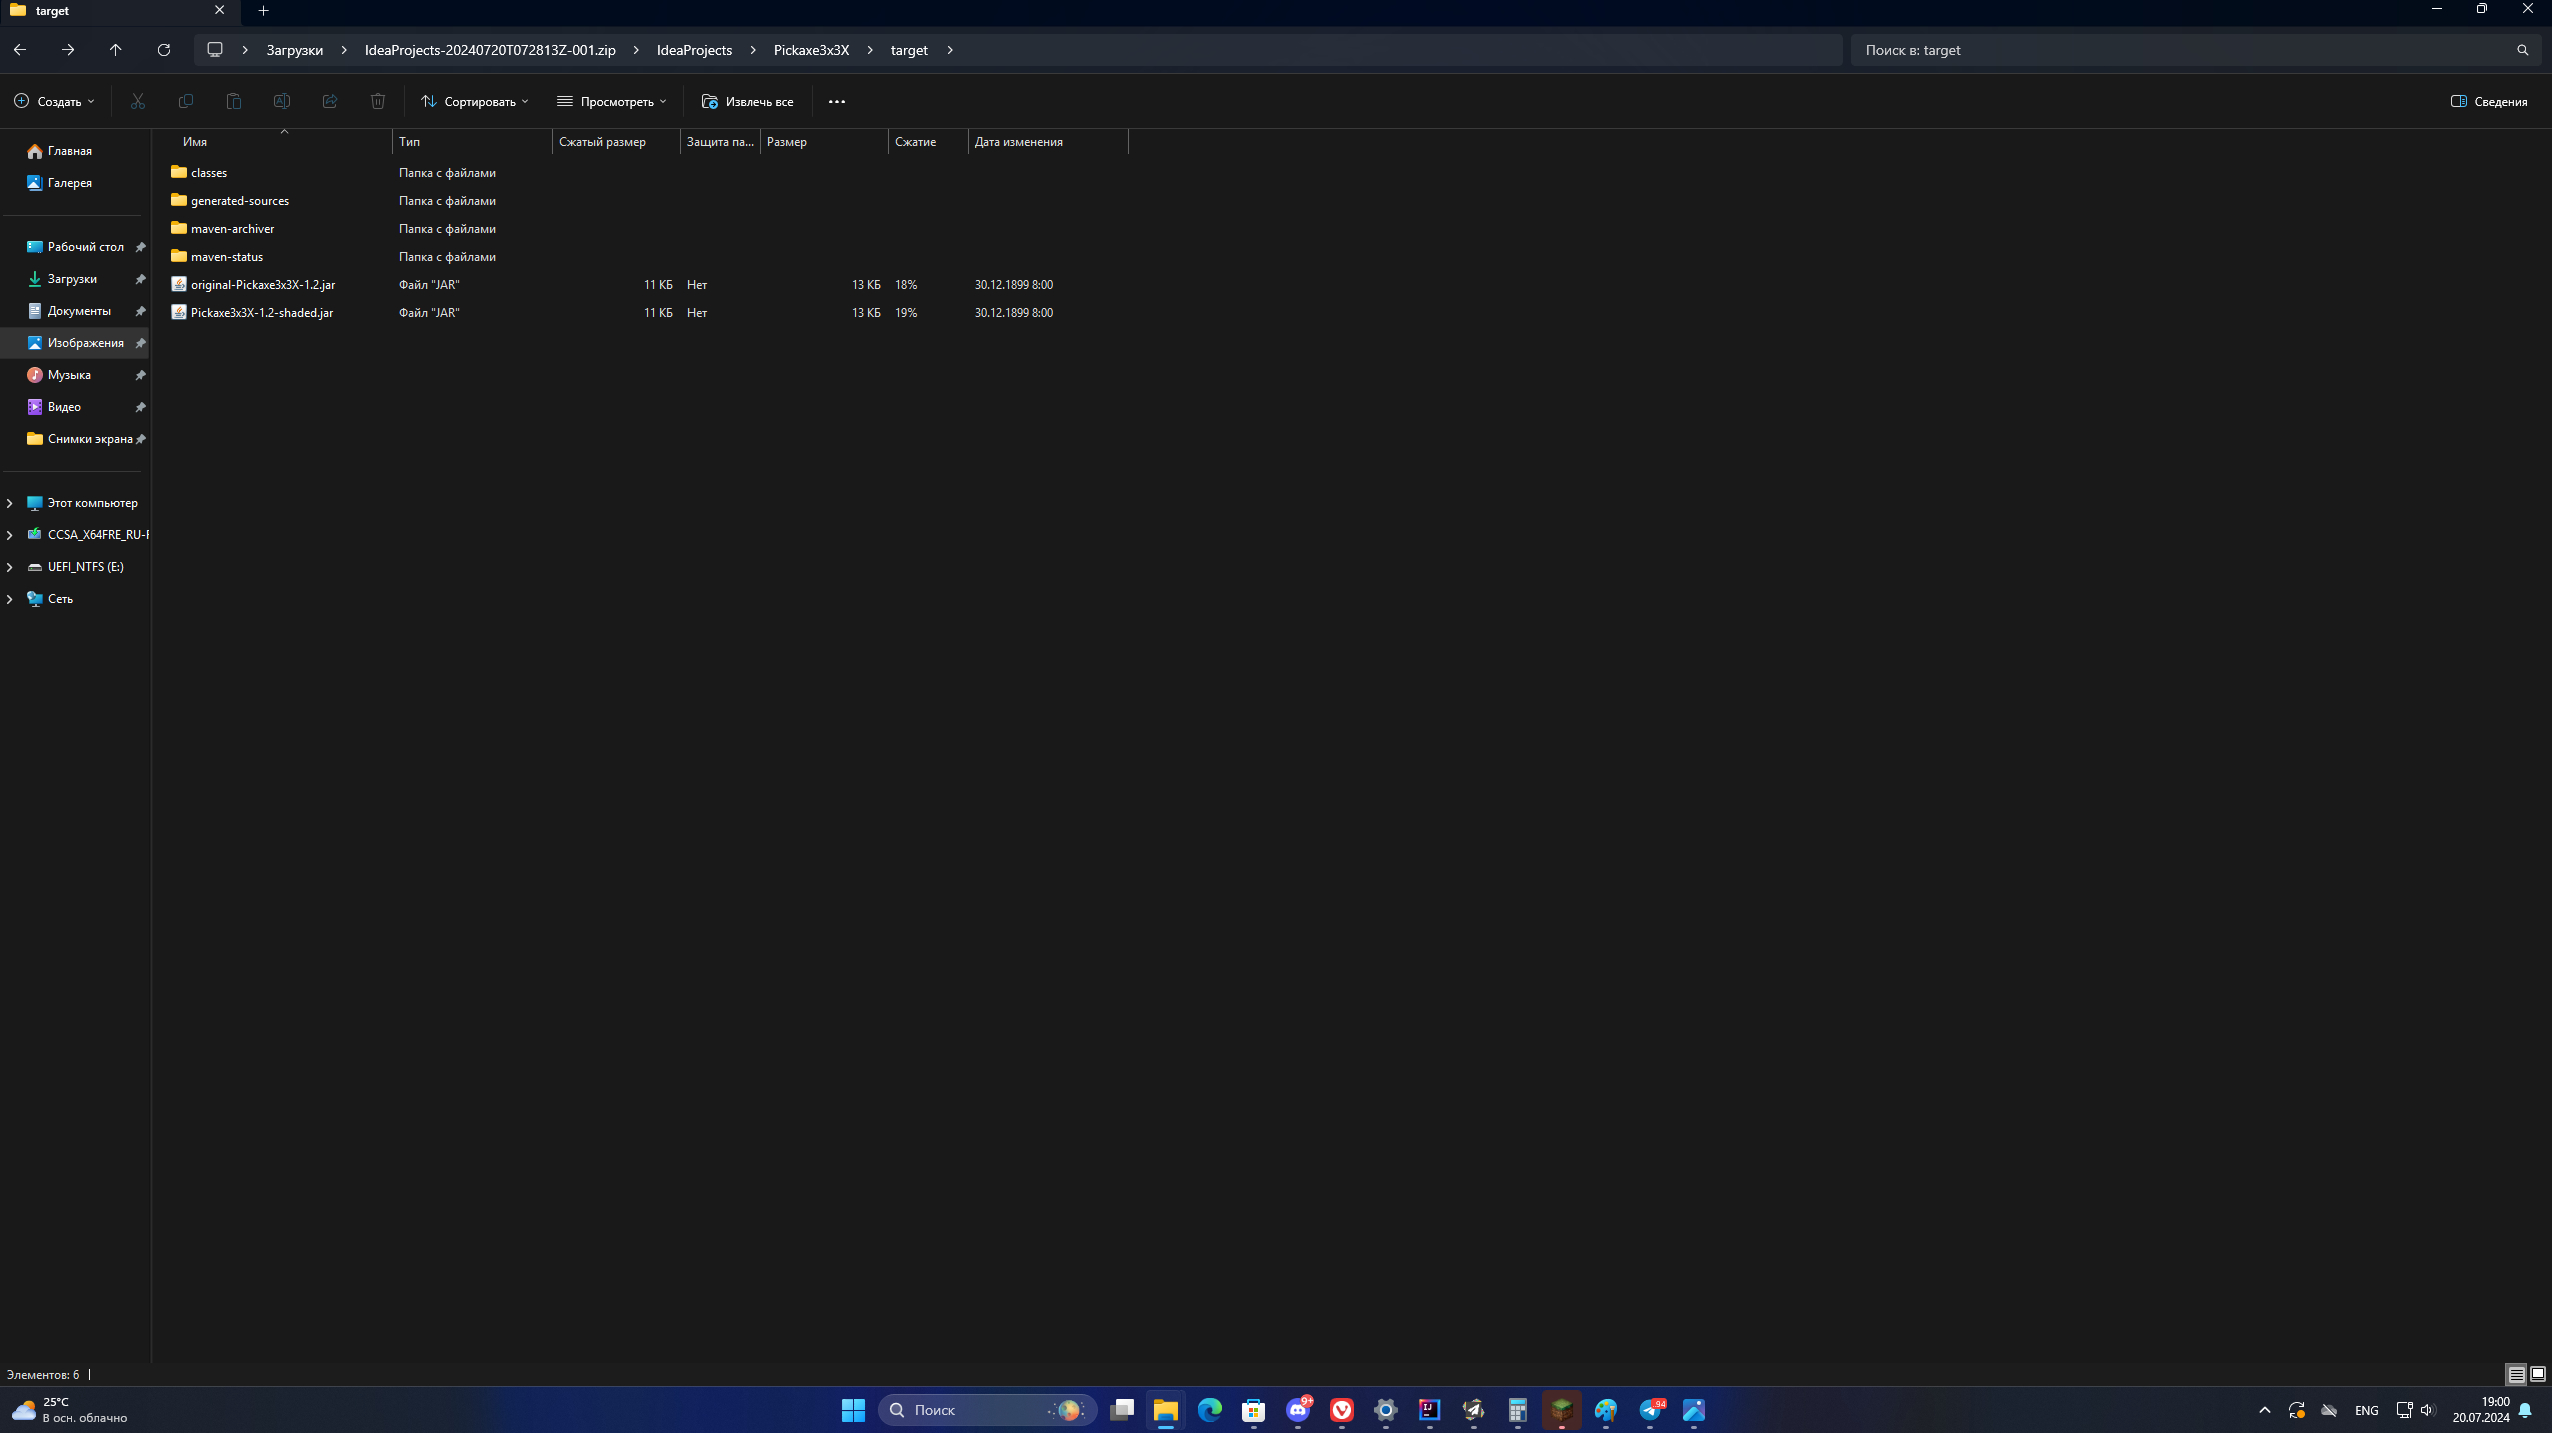 target
Загрузки IdeaProjects-20240720T072813Z-001.zip IdeaProjects Pickaxe3x3X target
Поиск в: target
Создать Сортировать Просмотреть Извлечь все Сведения
Имя Тип Сжатый размер Защита па... Размер Сжатие Дата изменения
classes Папка с файлами
generated-sources Папка с файлами
maven-archiver Папка с файлами
maven-status Папка с файлами
original-Pickaxe3x3X-1.2.jar Файл "JAR" 11 КБ Нет 13 КБ 18% 30.12.1899 8:00
Pickaxe3x3X-1.2-shaded.jar Файл "JAR" 11 КБ Нет 13 КБ 19% 30.12.1899 8:00
Главная
Галерея
Рабочий стол
Загрузки
Документы
Изображения
Музыка
Видео
Снимки экрана
Этот компьютер
CCSA_X64FRE_RU-R
UEFI_NTFS (E:)
Сеть
Элементов: 6
25°C
В осн. облачно
Поиск
9+
94
ENG
19:00
20.07.2024